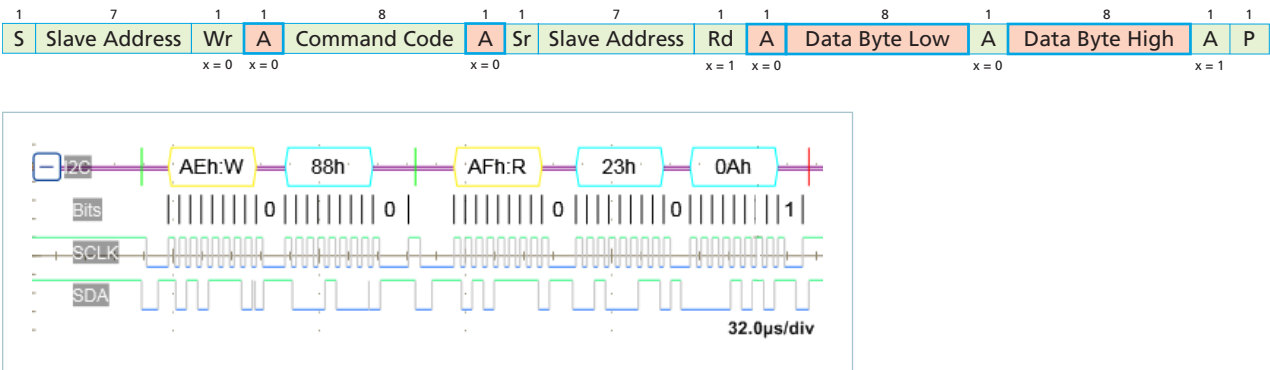 1 7 1 1 8 1 1 7 1 1 8 1 8 1 1
S Slave Address Wr A Command Code A Sr Slave Address Rd A Data Byte Low A Data Byte High A P
x = 0 x = 0 x = 0 x = 1 x = 0 x = 0 x = 1
I2C AEh:W 88h AFh:R 23h 0Ah
Bits 0 0 0 0 1
SCLK
SDA
32.0µs/div